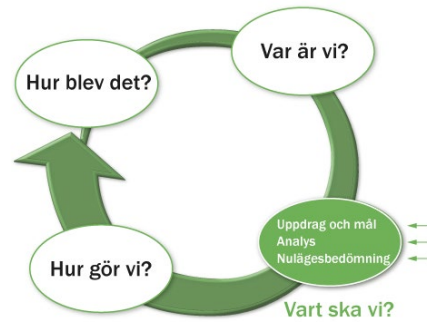 Var är vi?
Hur blev det?
Uppdrag och mål
Analys
Nulägesbedömning
Hur gör vi?
Vart ska vi?